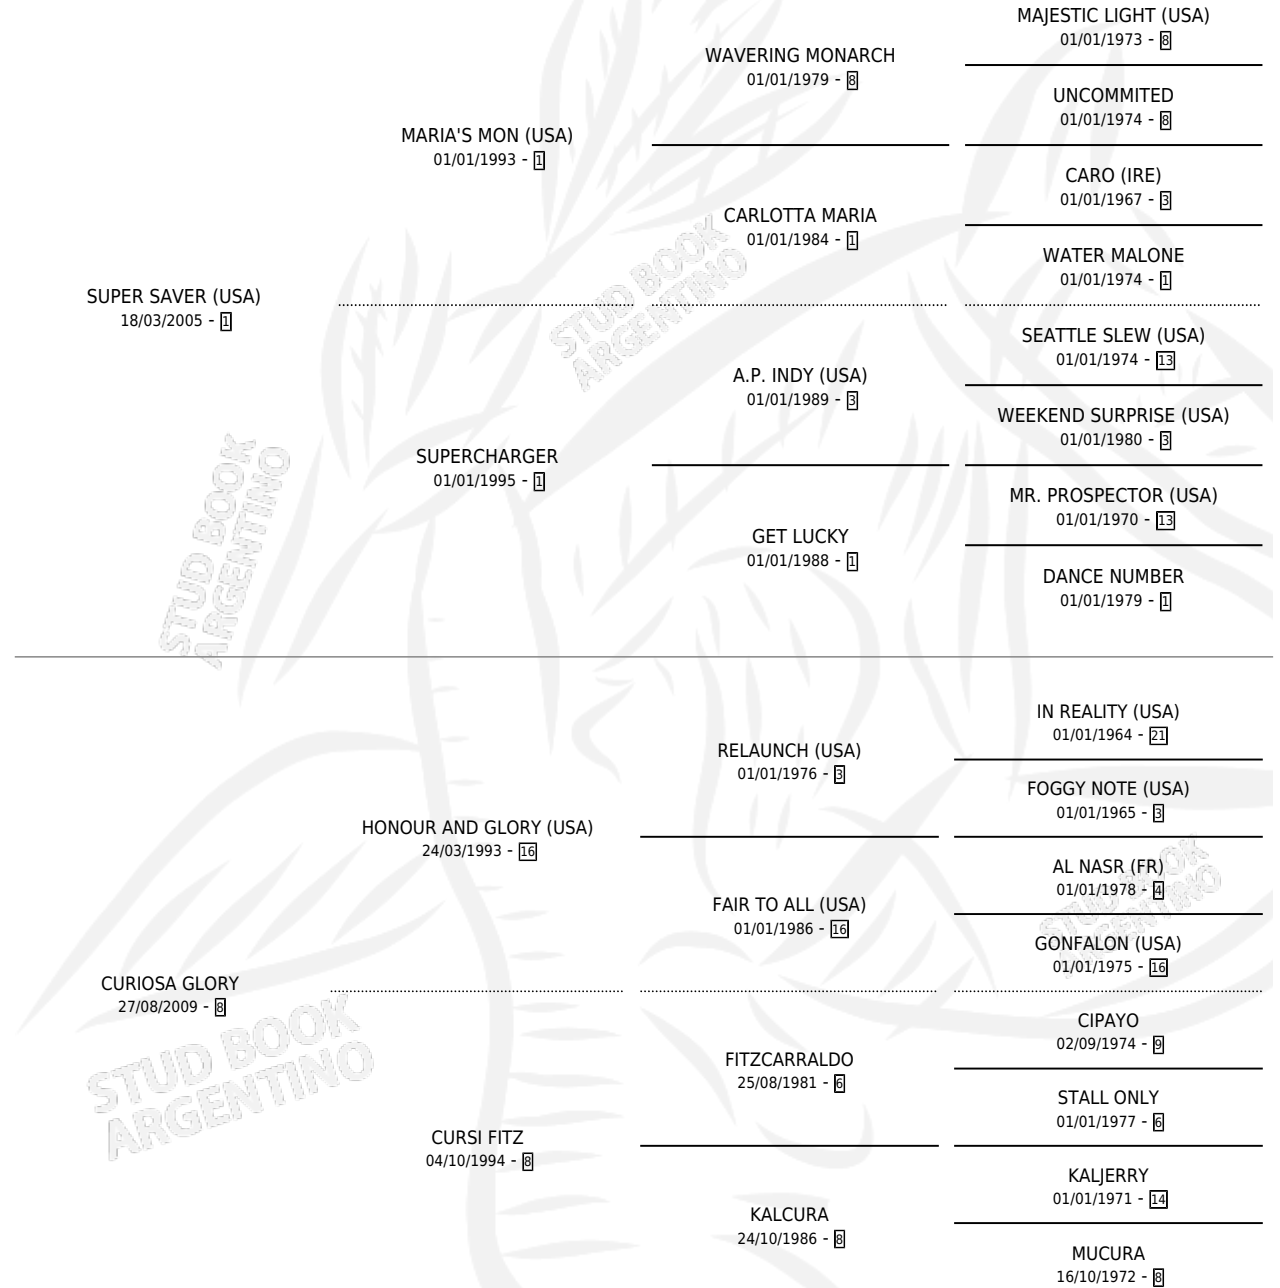 MAJESTIC LIGHT (USA)
01/01/1973 - 8
WAVERING MONARCH
01/01/1979 - 8
UNCOMMITED
01/01/1974 - 8
MARIA'S MON (USA)
01/01/1993 - 1
CARO (IRE)
01/01/1967 - 3
CARLOTTA MARIA
01/01/1984 - 1
WATER MALONE
01/01/1974 - 1
SUPER SAVER (USA)
18/03/2005 - 1
STUD BOOK
ARGENTINO
SEATTLE SLEW (USA)
01/01/1974 - 13
A.P. INDY (USA)
01/01/1989 - 3
WEEKEND SURPRISE (USA)
01/01/1980 - 3
SUPERCHARGER
01/01/1995 - 1
MR. PROSPECTOR (USA)
01/01/1970 - 13
GET LUCKY
01/01/1988 - 1
DANCE NUMBER
01/01/1979 - 1
STUD BOOK
ARGENTINO
IN REALITY (USA)
01/01/1964 - 21
RELAUNCH (USA)
01/01/1976 - 3
FOGGY NOTE (USA)
01/01/1965 - 3
HONOUR AND GLORY (USA)
24/03/1993 - 16
AL NASR (FR)
01/01/1978 - 4
FAIR TO ALL (USA)
01/01/1986 - 16
STUD BOOK
ARGENTINO
GONFALON (USA)
01/01/1975 - 16
CURIOSA GLORY
27/08/2009 - 8
CIPAYO
02/09/1974 - 9
FITZCARRALDO
25/08/1981 - 6
STALL ONLY
01/01/1977 - 6
STUD BOOK
ARGENTINO
CURSI FITZ
04/10/1994 - 8
KALJERRY
01/01/1971 - 14
KALCURA
24/10/1986 - 8
MUCURA
16/10/1972 - 8